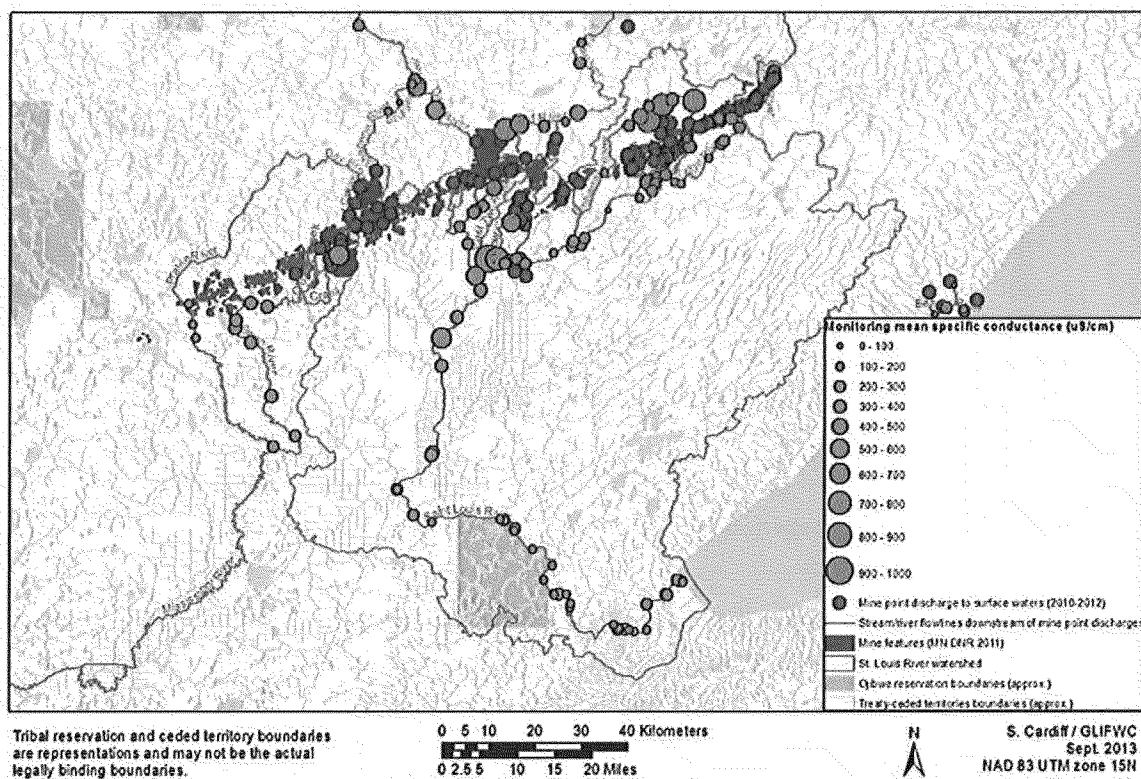 Saint Louis R
Mississippi River
Monitoring mean specific conductance (uS/cm)
0 - 100
100 - 200
200 - 300
300 - 400
400 - 500
500 - 600
600 - 700
700 - 800
800 - 900
900 - 1000
Mine point discharge to surface waters (2010-2012)
Stream/river flowlines downstream of mine point discharges
Mine features (MN DNR 2011)
St. Louis River watershed
Ojibwe reservation boundaries (approx.)
Treaty-ceded territories boundaries (approx.)
Tribal reservation and ceded territory boundaries
are representations and may not be the actual
legally binding boundaries.
0 5 10 20 30 40 Kilometers
0 2.5 5 10 15 20 Miles
N
S. Cardiff / GLIFWC
Sept. 2013
NAD 83 UTM zone 15N